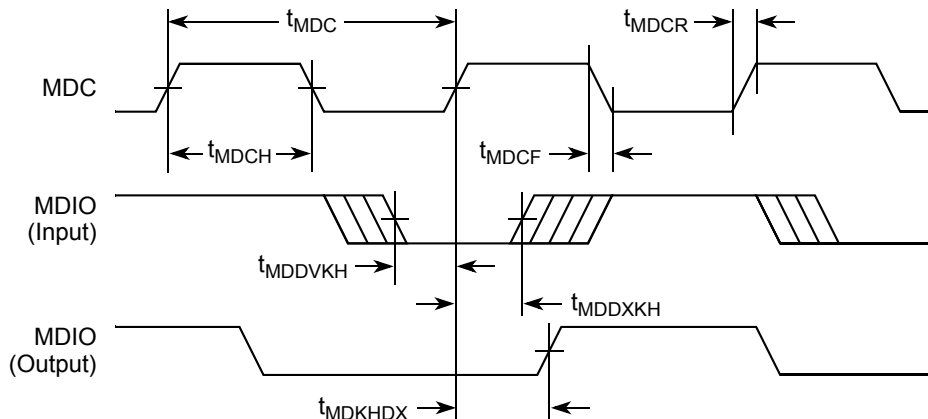 tMDC
tMDCR
MDC
tMDCH
tMDCF
MDIO
(Input)
tMDDVKH
tMDDXKH
MDIO
(Output)
tMDKHDX